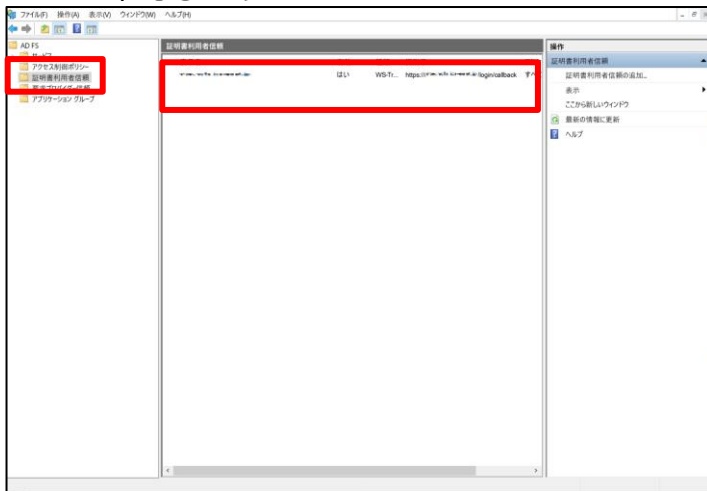 ファイル(F) 操作(A) 表示(V) ウィンドウ(W) ヘルプ(H)
AD FS
アクセス制御ポリシー
証明書利用者信頼
アプリケーション グループ
証明書利用者信頼
はい WS-Tr... https:// login/callback すべ
操作
証明書利用者信頼
証明書利用者信頼の追加...
表示
ここから新しいウィンドウ
最新の情報に更新
ヘルプ